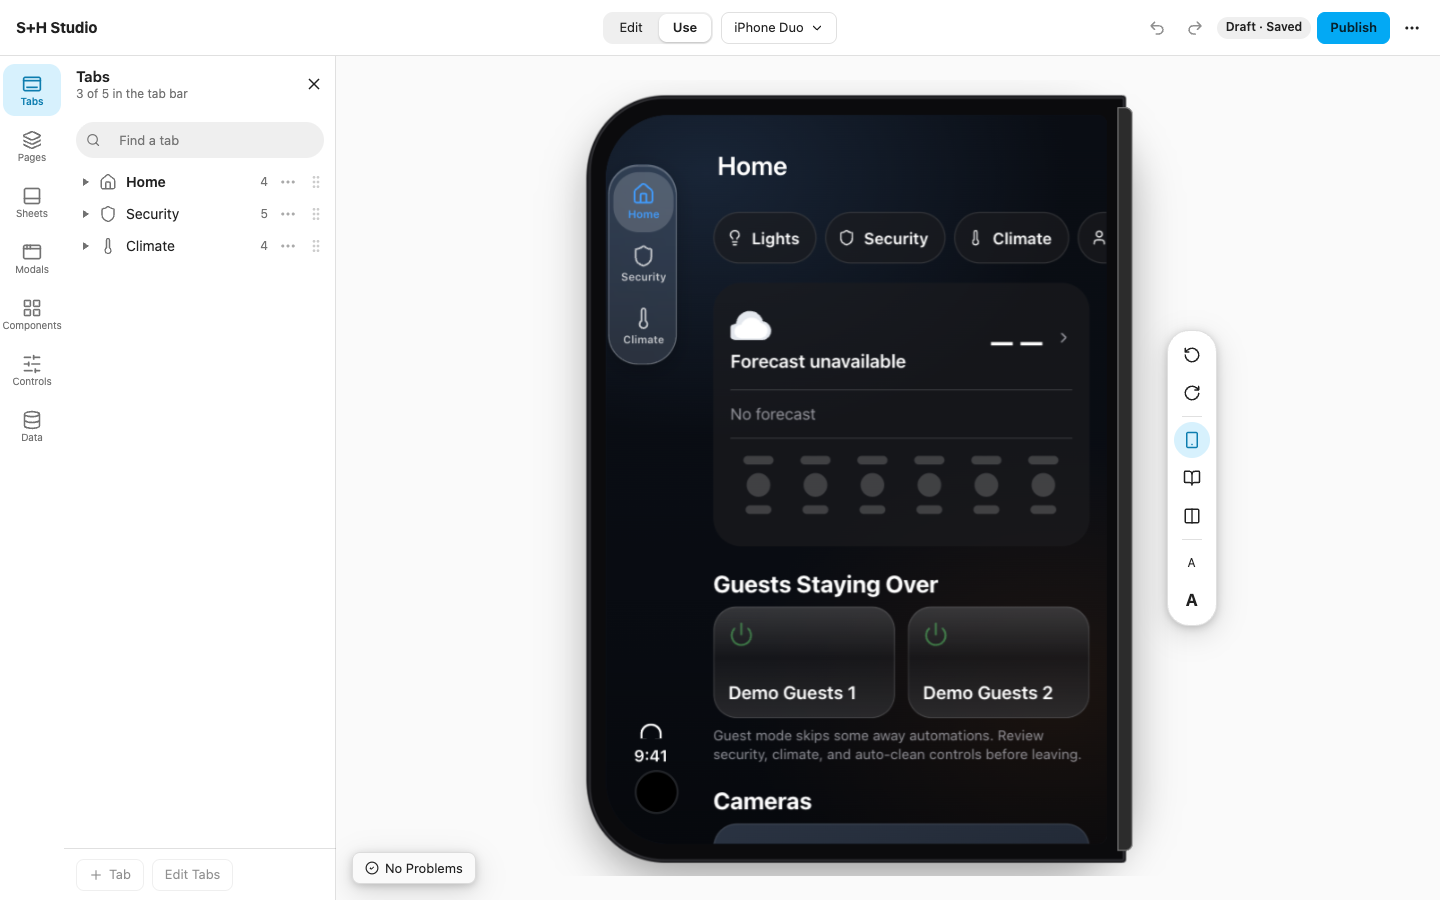 S+H Studio
Edit
Use
iPhone Duo
Draft · Saved
Publish
Tabs
Pages
Sheets
Modals
Components
Controls
Data
Tabs
3 of 5 in the tab bar
Find a tab
Home 4
Security 5
Climate 4
Tab
Edit Tabs
No Problems
Home
Security
Climate
9:41
Home
Lights
Security
Climate
Forecast unavailable
— —
No forecast
Guests Staying Over
Demo Guests 1
Demo Guests 2
Guest mode skips some away automations. Review
security, climate, and auto-clean controls before leaving.
Cameras
A
A